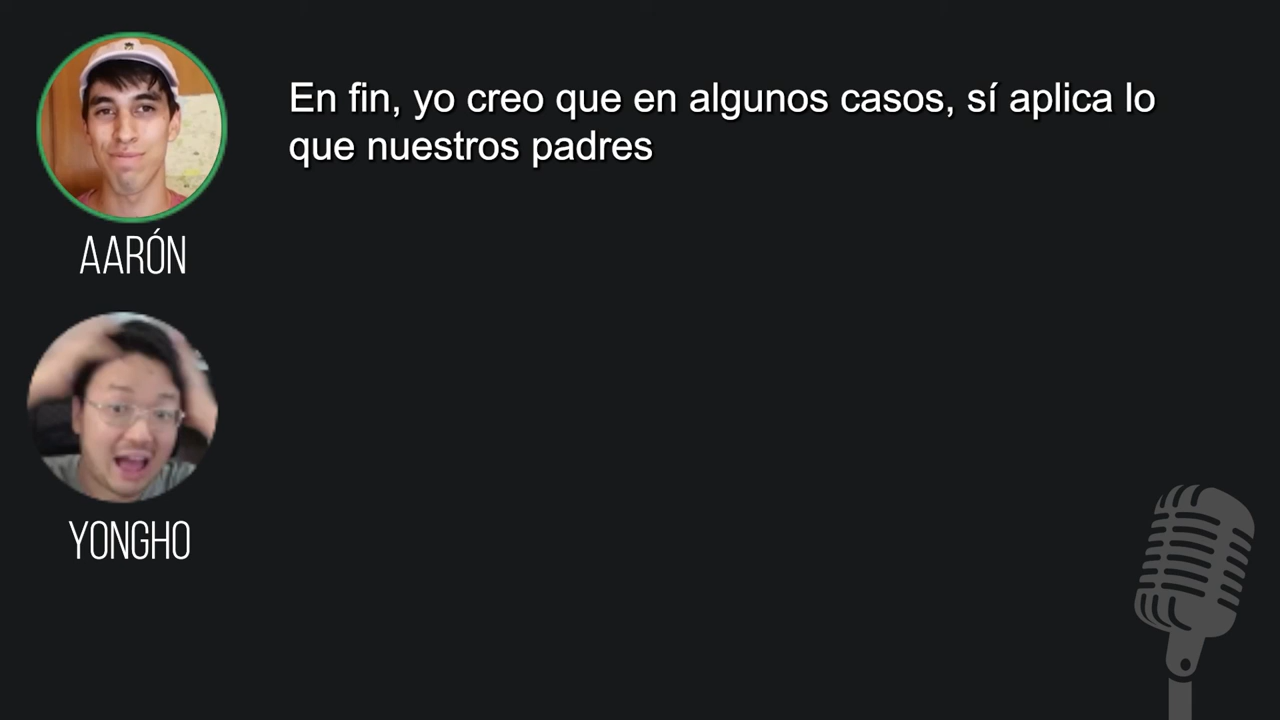 En fin, yo creo que en algunos casos, sí aplica lo
que nuestros padres
AARÓN
YONGHO